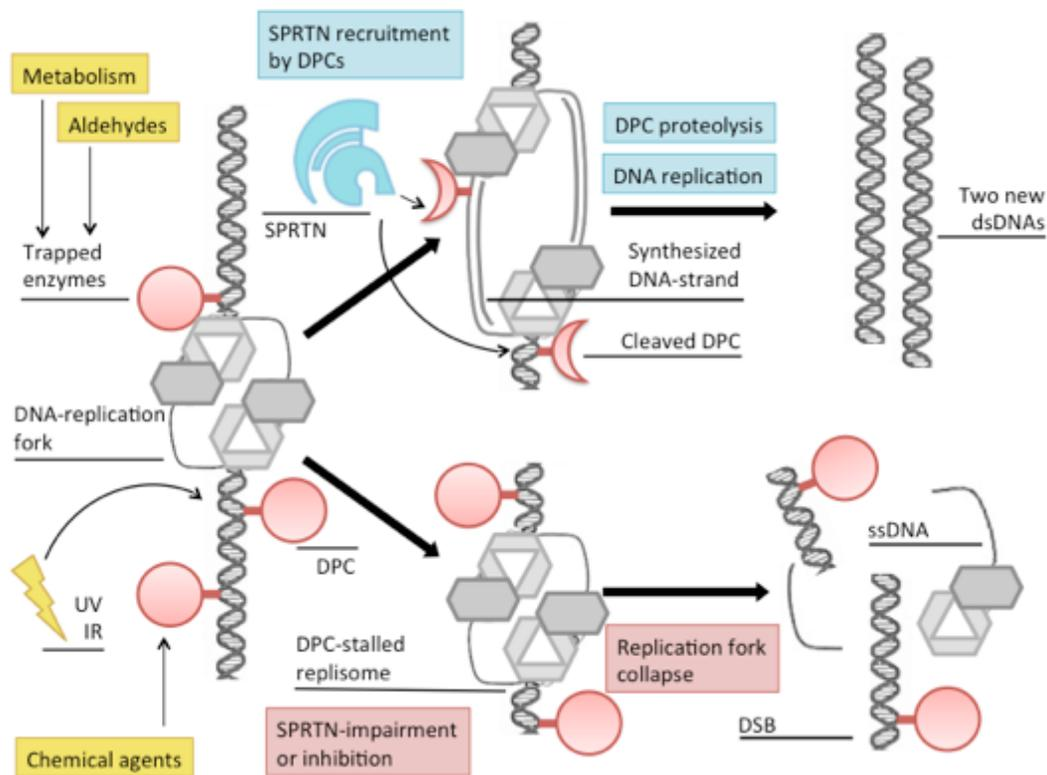 SPRTN recruitment
by DPCs
Metabolism
Aldehydes
DPC proteolysis
DNA replication
SPRTN
Trapped
enzymes
Two new
dsDNAs
Synthesized
DNA-strand
Cleaved DPC
DNA-replication
fork
ssDNA
DPC
UV
IR
DPC-stalled
replisome
Replication fork
collapse
SPRTN-impairment
or inhibition
DSB
Chemical agents